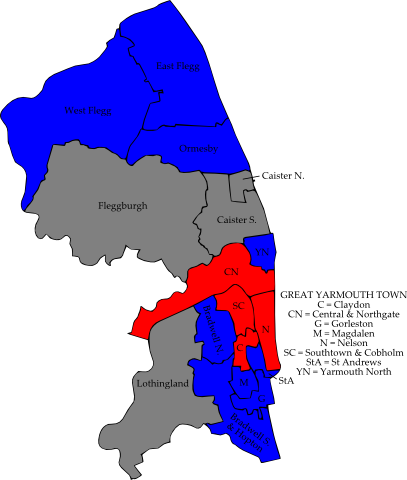 East Flegg
West Flegg
Ormesby
Caister N.
Fleggburgh
Caister S.
YN
CN
GREAT YARMOUTH TOWN
C = Claydon
CN = Central & Northgate
G = Gorleston
M = Magdalen
N = Nelson
SC = Southtown & Cobholm
StA = St Andrews
YN = Yarmouth North
SC
Bradwell N.
N
C
StA
Lothingland
M
G
Bradwell S.
& Hopton